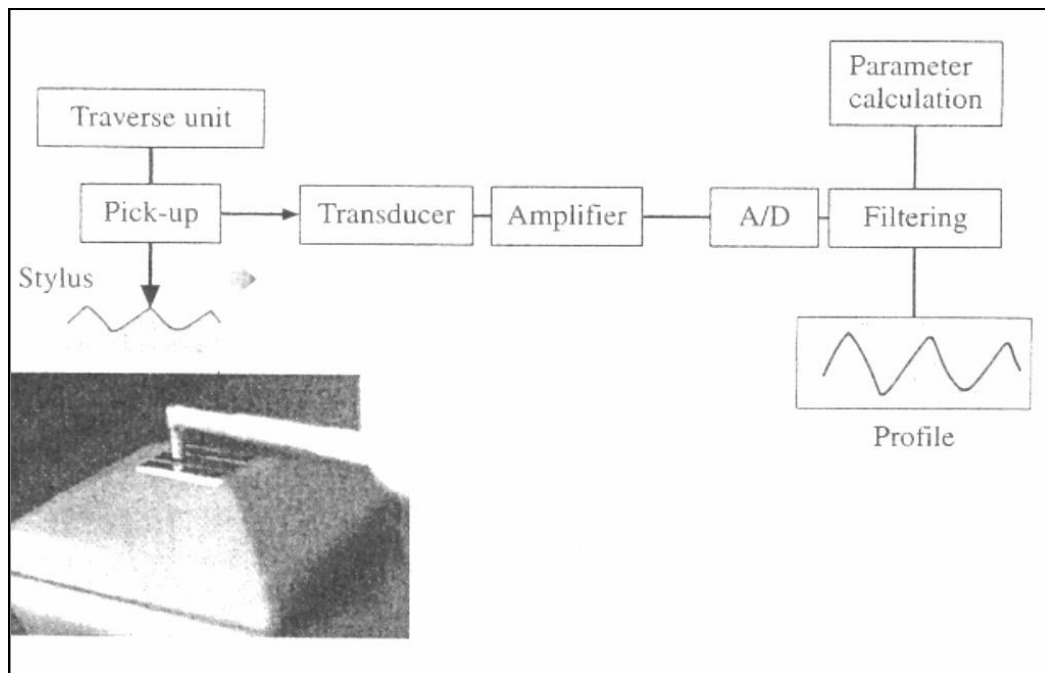 Parameter
calculation
Traverse unit
Pick-up
Transducer
Amplifier
A/D
Filtering
Stylus
Profile